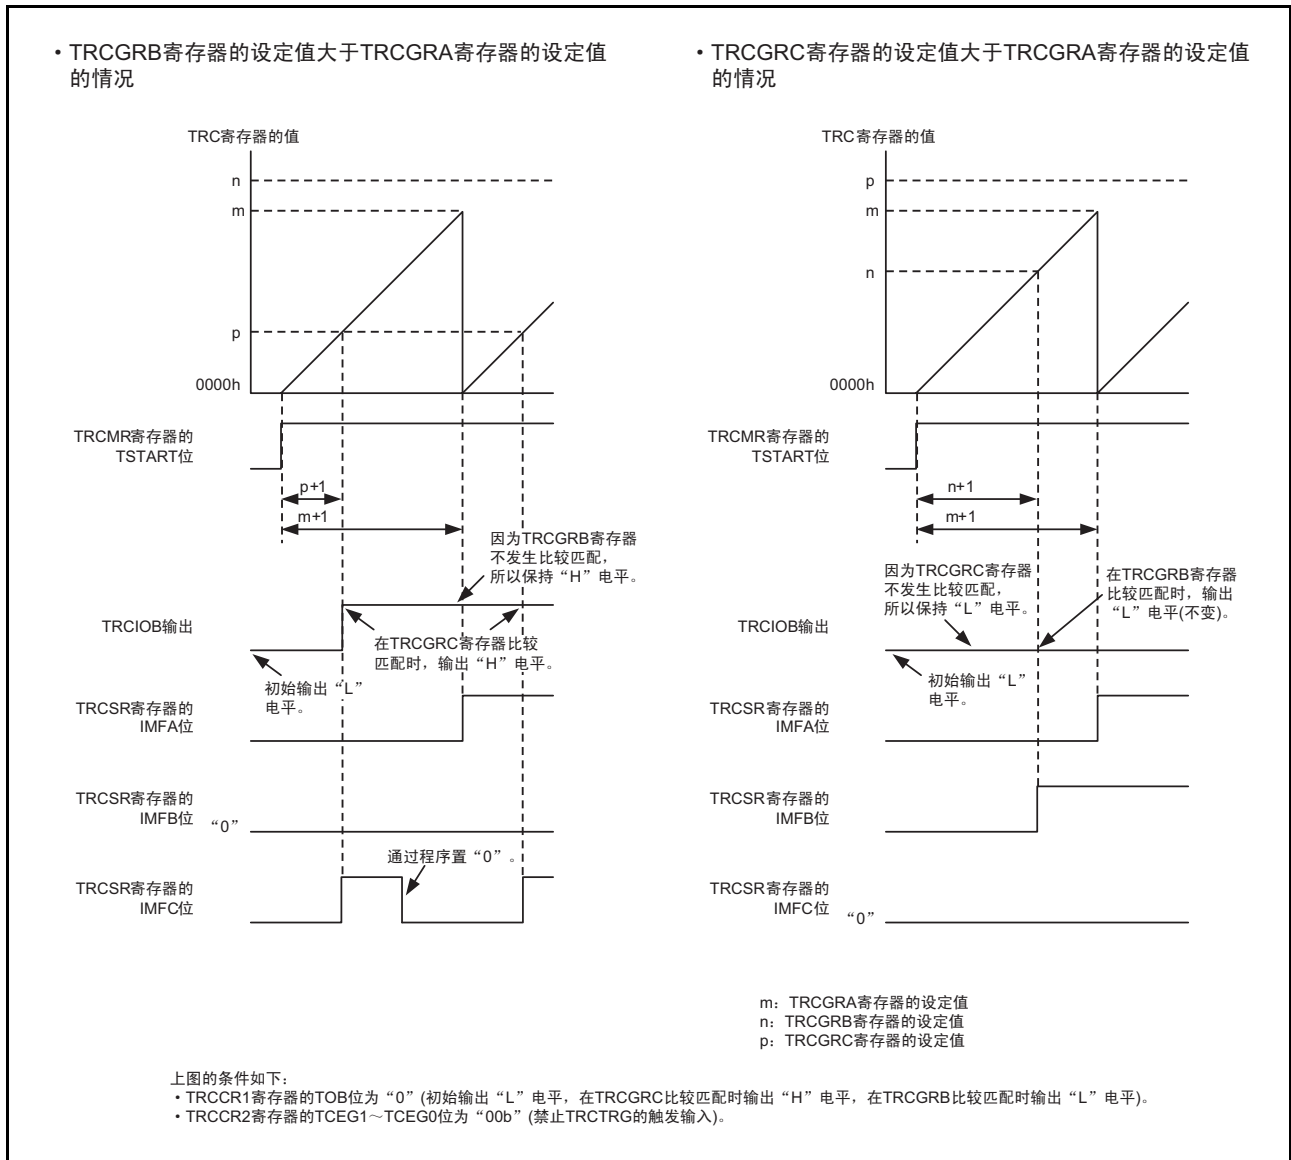 ・TRCGRB寄存器的设定值大于TRCGRA寄存器的设定值
的情况
TRC寄存器的值
n
m
p
0000h
TRCMR寄存器的
TSTART位
p+1
m+1
因为TRCGRB寄存器
不发生比较匹配，
所以保持“H”电平。
TRCIOB输出
在TRCGRC寄存器比较
匹配时，输出“H”电平。
初始输出“L”
电平。
TRCSR寄存器的
IMFA位
TRCSR寄存器的
IMFB位
“0”
通过程序置“0”。
TRCSR寄存器的
IMFC位
・TRCGRC寄存器的设定值大于TRCGRA寄存器的设定值
的情况
TRC寄存器的值
p
m
n
0000h
TRCMR寄存器的
TSTART位
n+1
m+1
因为TRCGRC寄存器
不发生比较匹配，
所以保持“L”电平。
在TRCGRB寄存器
比较匹配时，输出
“L”电平(不变)。
TRCIOB输出
初始输出“L”
电平。
TRCSR寄存器的
IMFA位
TRCSR寄存器的
IMFB位
TRCSR寄存器的
IMFC位
“0”
m：TRCGRA寄存器的设定值
n：TRCGRB寄存器的设定值
p：TRCGRC寄存器的设定值
上图的条件如下：
・TRCCR1寄存器的TOB位为“0”(初始输出“L”电平，在TRCGRC比较匹配时输出“H”电平，在TRCGRB比较匹配时输出“L”电平)。
・TRCCR2寄存器的TCEG1～TCEG0位为“00b”(禁止TRCTRG的触发输入)。